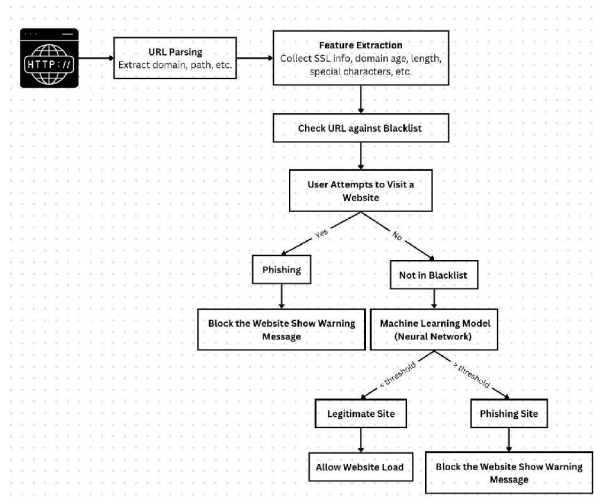 HTTP://
URL Parsing
Extract domain, path, etc.
Feature Extraction
Collect SSL info, domain age, length,
special characters, etc.
Check URL against Blacklist
User Attempts to Visit a
Website
Yes
No
Phishing
Not in Blacklist
Block the Website Show Warning
Message
Machine Learning Model
(Neural Network)
< threshold
> threshold
Legitimate Site
Phishing Site
Allow Website Load
Block the Website Show Warning
Message